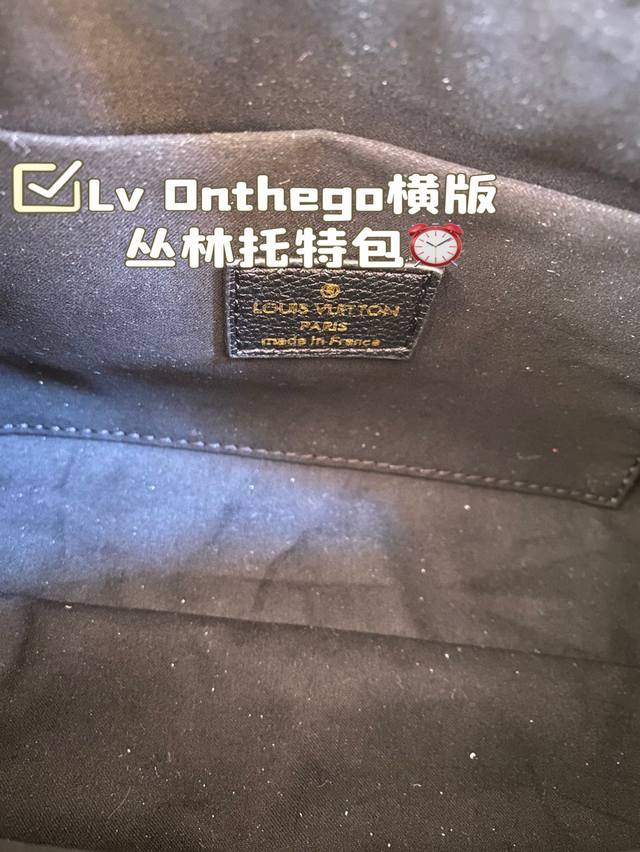 Lv Onthego横版
丛林托特包
LOUIS VUITTON
PARIS
made in France